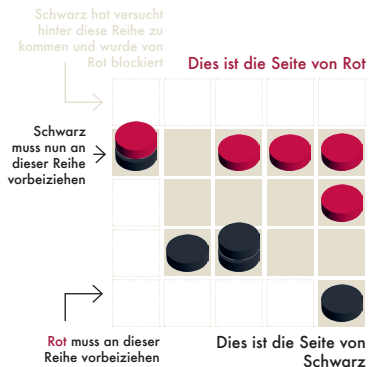 Schwarz hat versucht
hinter diese Reihe zu
kommen und wurde von
Rot blockiert
Dies ist die Seite von Rot
Schwarz
muss nun an
dieser Reihe
vorbeiziehen
Rot muss an dieser
Reihe vorbeiziehen
Dies ist die Seite von
Schwarz